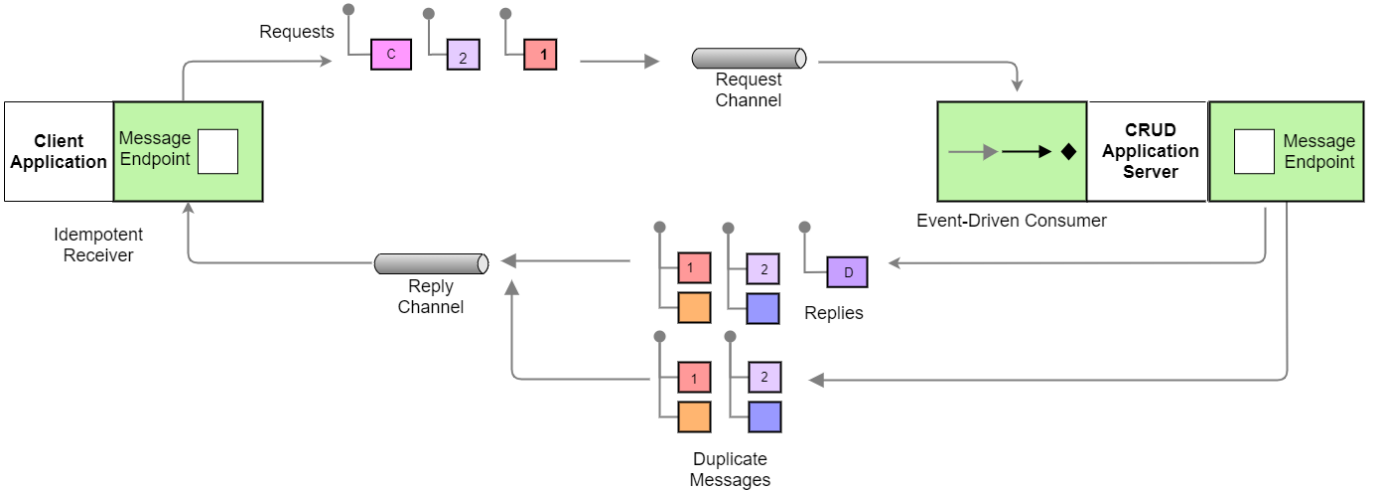 Requests
C
2
1
Request
Channel
Client
Application
Message
Endpoint
CRUD
Application
Server
Message
Endpoint
Idempotent
Receiver
Event-Driven Consumer
Reply
Channel
1
2
D
Replies
1
2
Duplicate
Messages